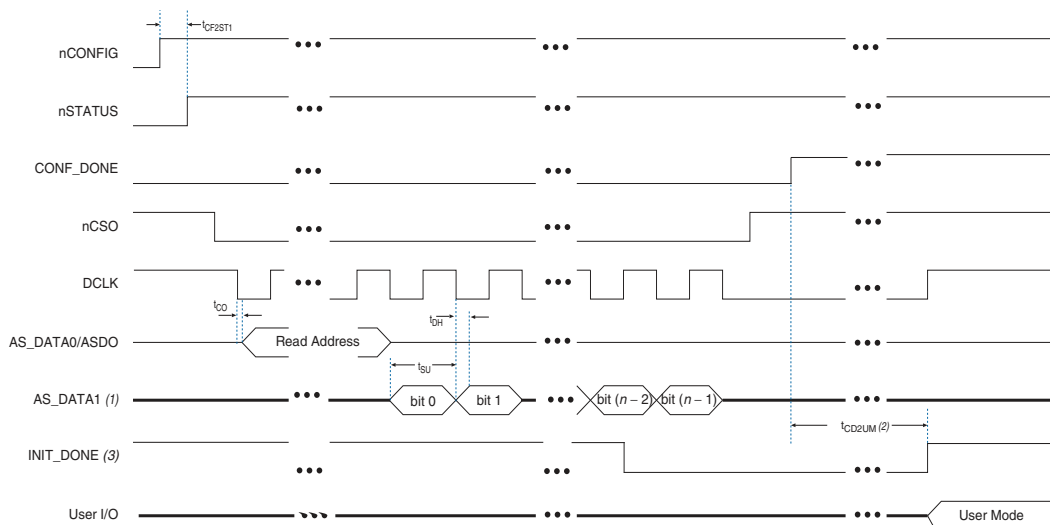 tCF2ST1
nCONFIG
nSTATUS
CONF_DONE
nCSO
DCLK
tCO
tDH
AS_DATA0/ASDO
Read Address
tSU
AS_DATA1 (1)
bit 0
bit 1
bit (n − 2)
bit (n − 1)
tCD2UM (2)
INIT_DONE (3)
User I/O
User Mode